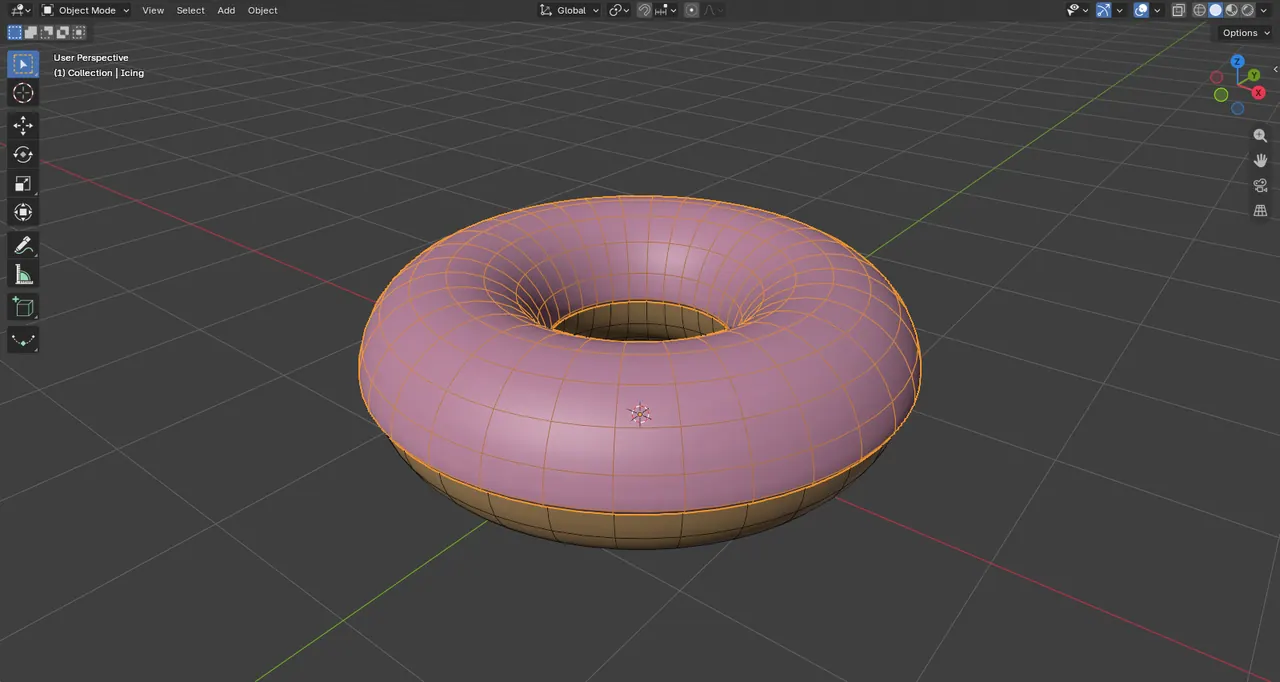 Object Mode View Select Add Object Global
Options
User Perspective
(1) Collection | Icing
Z
Y
X